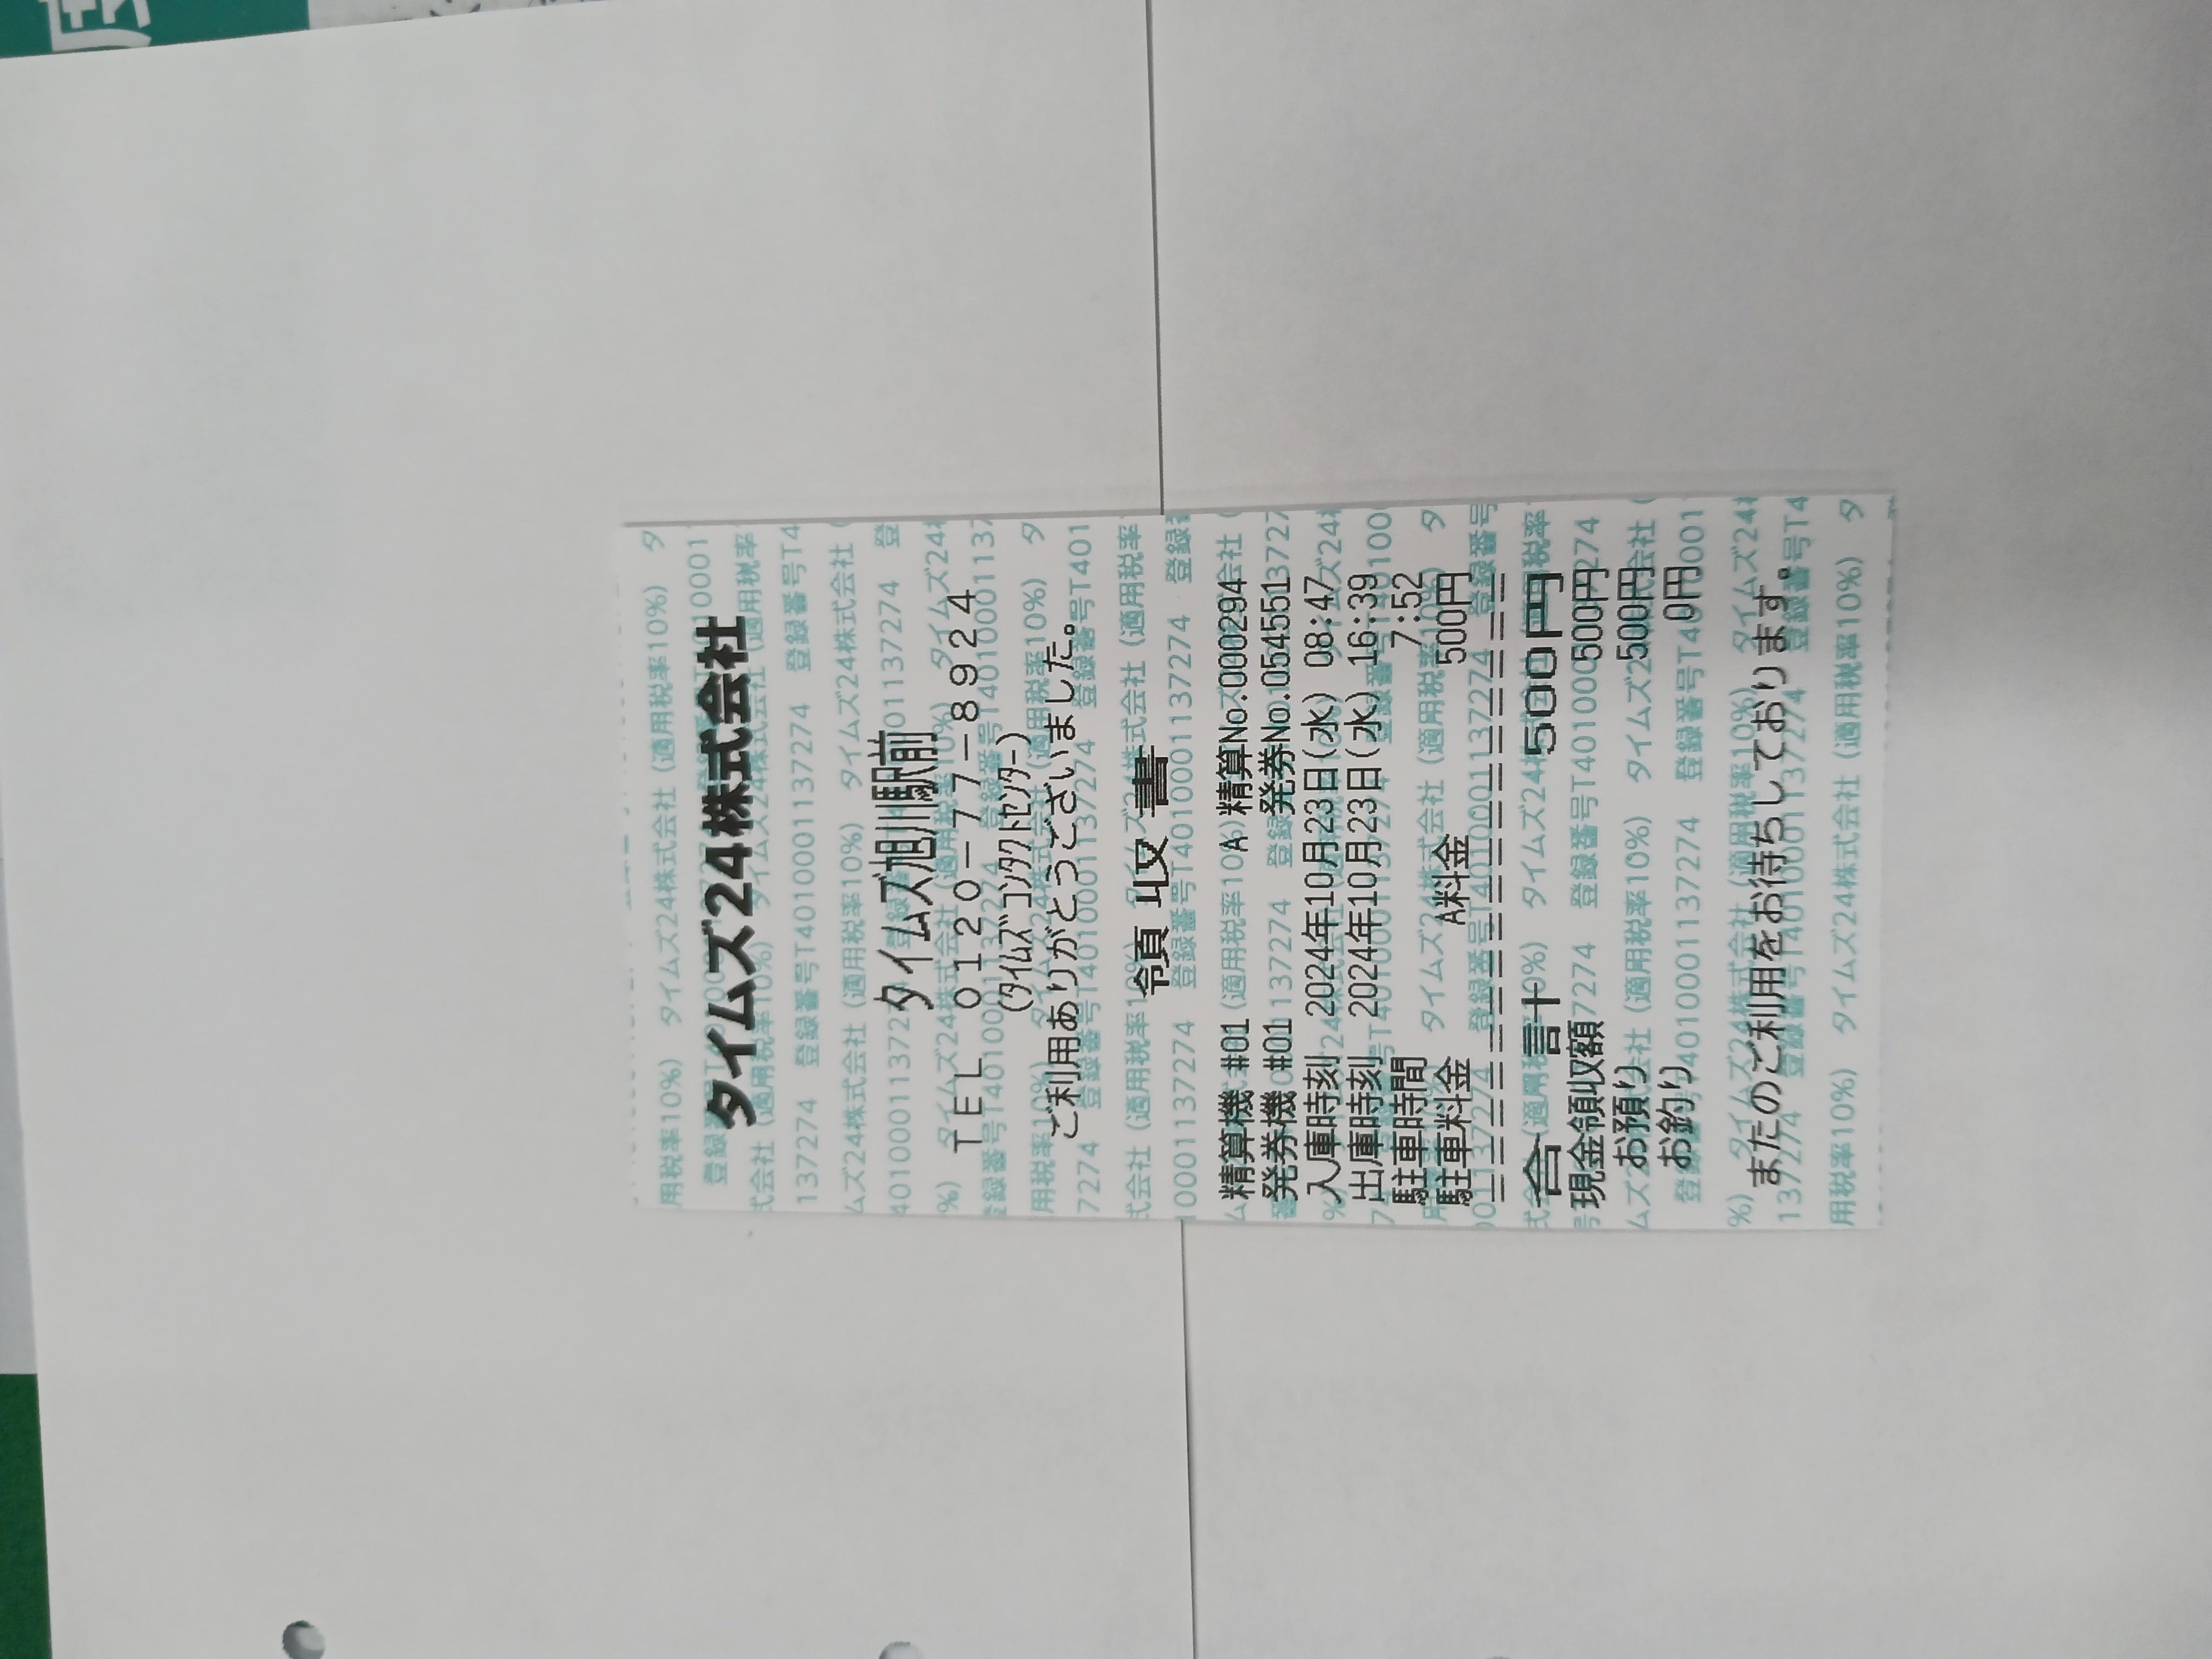 タイムズ24株式会社
タイムズ旭川駅前
TEL 0120-77-8924
(タイムズコンタクトセンター)
ご利用ありがとうございました。
領 収 書
精算機 #01 A 精算No.000294
発券機 #01 発券No.054551
入庫時刻 2024年10月23日(水) 08:47
出庫時刻 2024年10月23日(水) 16:39
駐車時間 7:52
駐車料金 A料金 500円
合 計 500円
現金領収額 500円
お預り 500円
お釣り 0円
またのご利用をお待ちしております。
タイムズ24株式会社 (適用税率10%)
登録番号T4010001137274